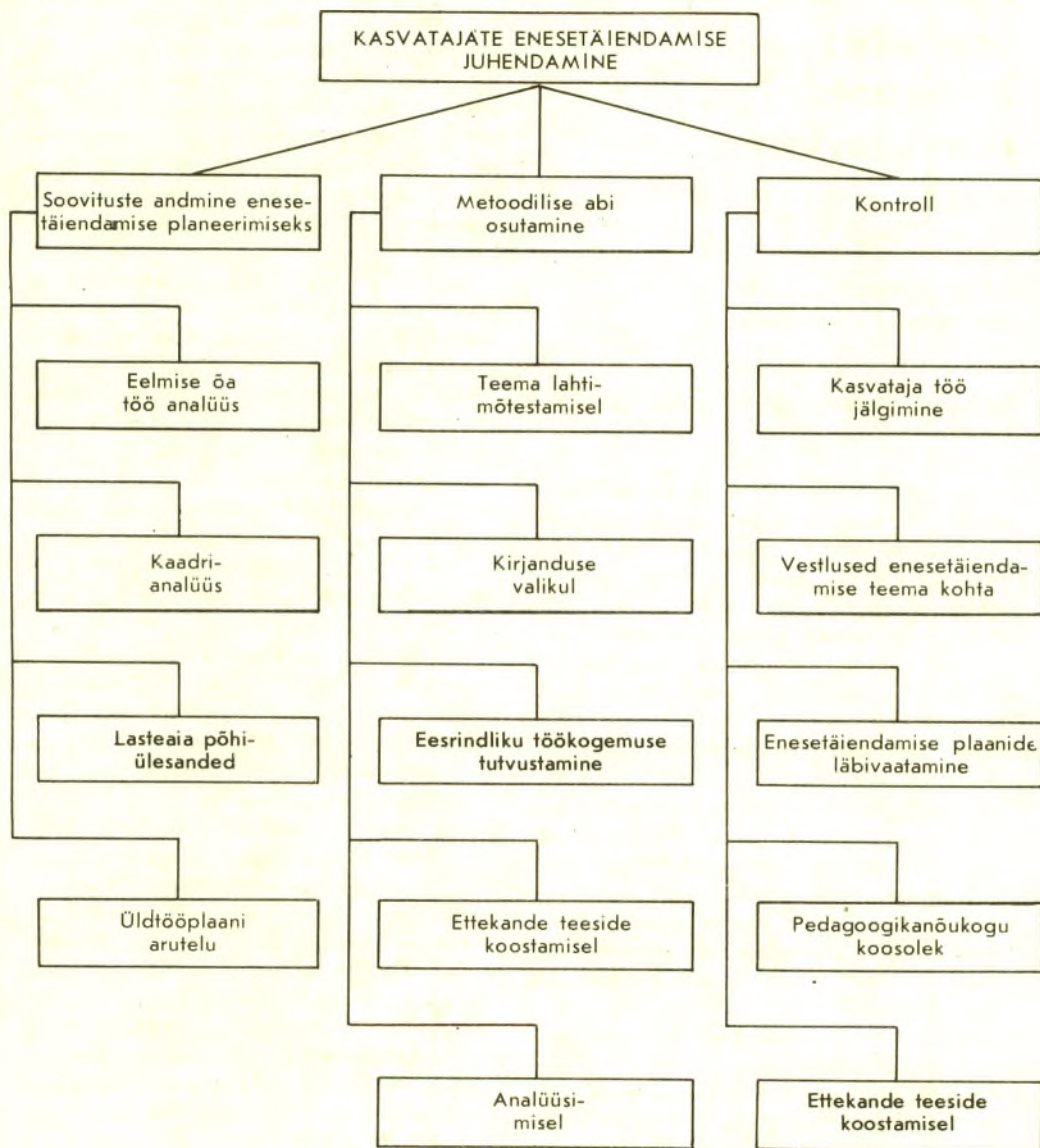 KASVATAJATE ENESETÄIENDAMISE
JUHENDAMINE
Soovituste andmine enese-
täiendamise planeerimiseks
Eelmise õa
töö analüüs
Kaadri-
analüüs
Lasteaia põhi-
ülesanded
Üldtööplaani
arutelu
Metoodilise abi
osutamine
Teema lahti-
mõtestamisel
Kirjanduse
valikul
Eesrindliku töökogemuse
tutvustamine
Ettekande teeside
koostamisel
Analüüsi-
misel
Kontroll
Kasvataja töö
jälgimine
Vestlused enesetäienda-
mise teema kohta
Enesetäiendamise plaanide
läbivaatamine
Pedagoogikanõukogu
koosolek
Ettekande teeside
koostamisel